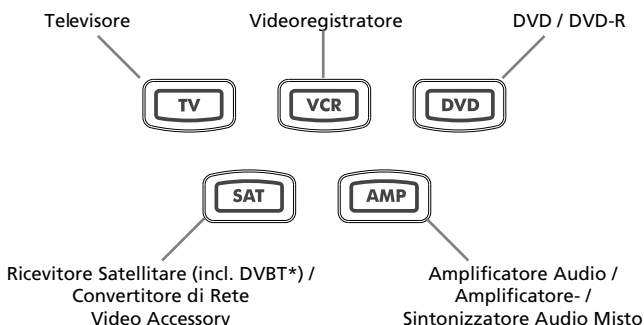 Televisore
Videoregistratore
DVD / DVD-R
TV
VCR
DVD
SAT
AMP
Ricevitore Satellitare (incl. DVBT*) /
Convertitore di Rete
Video Accessory
Amplificatore Audio /
Amplificatore- /
Sintonizzatore Audio Misto